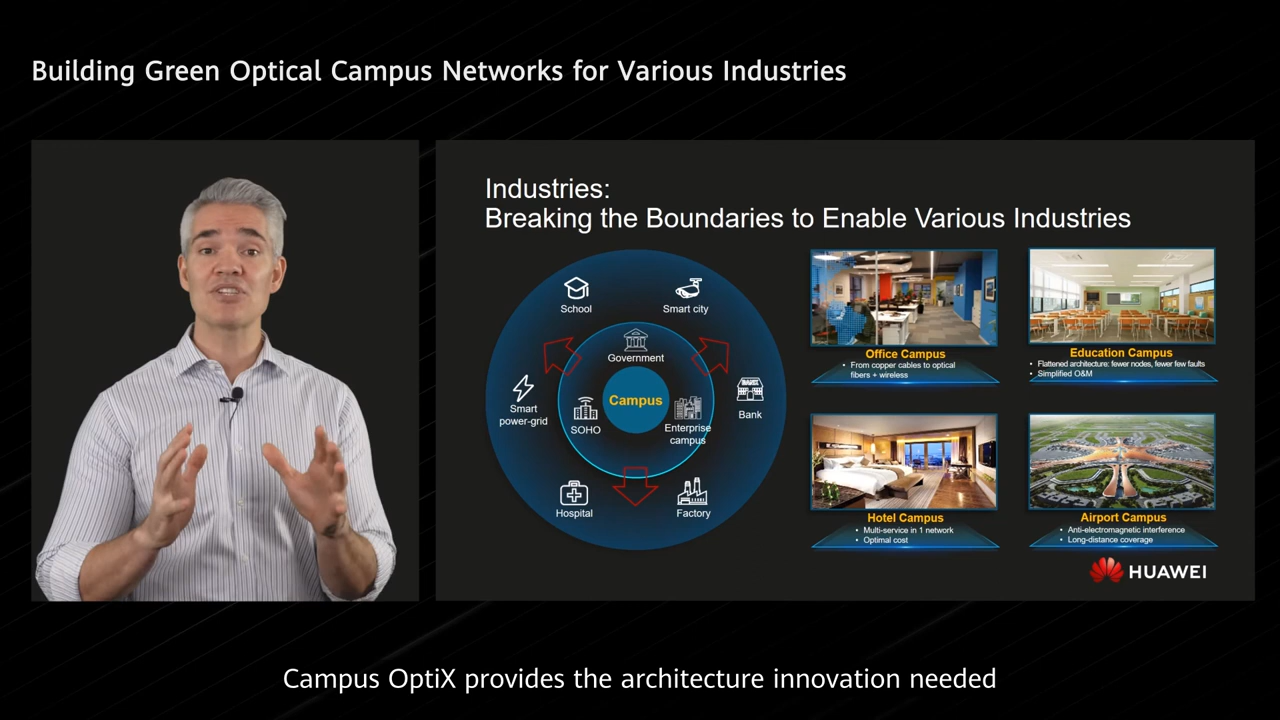 Building Green Optical Campus Networks for Various Industries
Industries:
Breaking the Boundaries to Enable Various Industries
School
Smart city
Government
Smart
power-grid
Campus
SOHO
Enterprise
campus
BANK
Bank
Hospital
Factory
Office Campus
• From copper cables to optical
fibers + wireless
Education Campus
• Flattened architecture: fewer nodes, fewer few faults
• Simplified O&M
Hotel Campus
• Multi-service in 1 network
• Optimal cost
Airport Campus
• Anti-electromagnetic interference
• Long-distance coverage
HUAWEI
Campus OptiX provides the architecture innovation needed